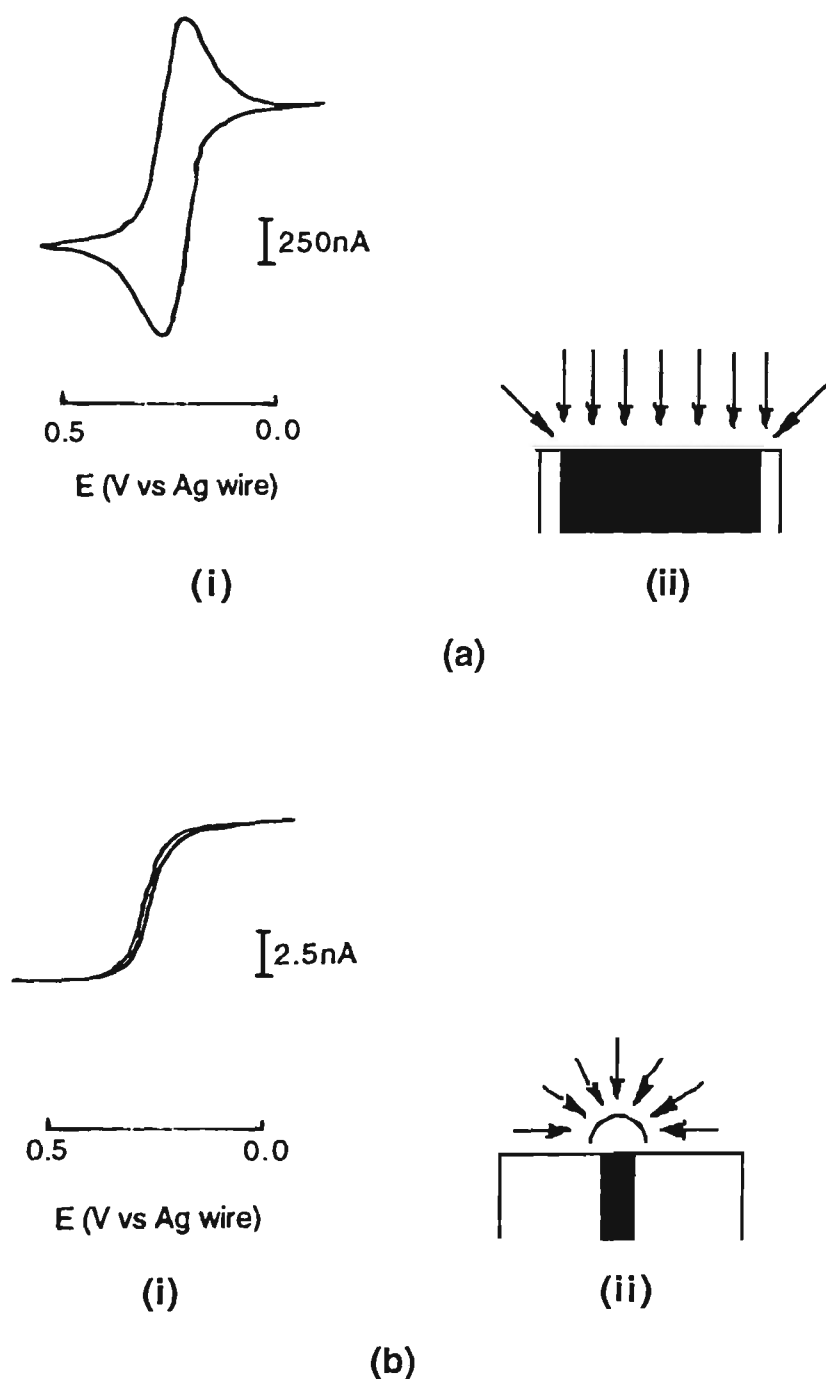 250nA
0.5 0.0
E (V vs Ag wire)
(i) (ii)
(a)
2.5nA
0.5 0.0
E (V vs Ag wire)
(i) (ii)
(b)